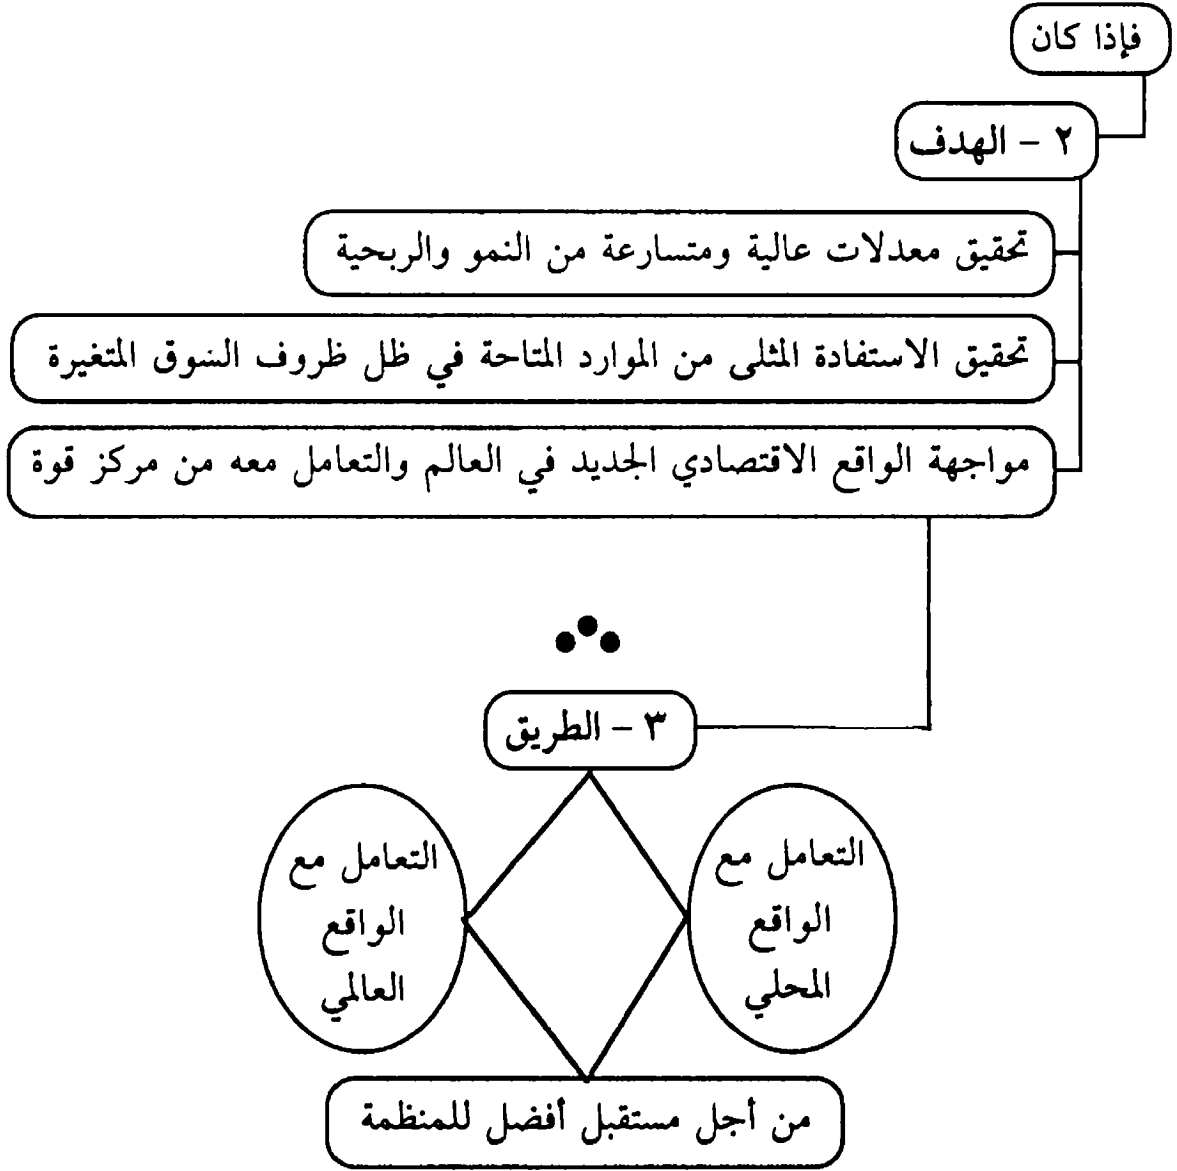 فإذا كان
٢ - الهدف
تحقيق معدلات عالية ومتسارعة من النمو والربحية
تحقيق الاستفادة المثلى من الموارد المتاحة في ظل ظروف السوق المتغيرة
مواجهة الواقع الاقتصادي الجديد في العالم والتعامل معه من مركز قوة
٣ - الطريق
التعامل مع
الواقع
المحلي
التعامل مع
الواقع
العالمي
من أجل مستقبل أفضل للمنظمة